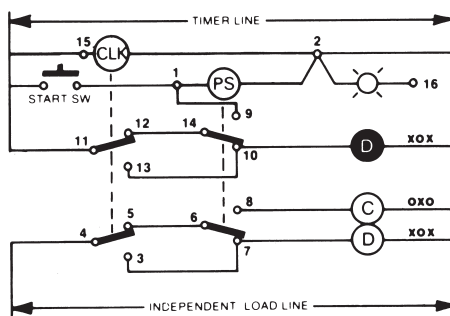 TIMER LINE
15 CLK 2
START SW 1 PS 16
9
12 14
11 10 D XOX
13
8 C OXO
5 6
4 7 D XOX
3
INDEPENDENT LOAD LINE